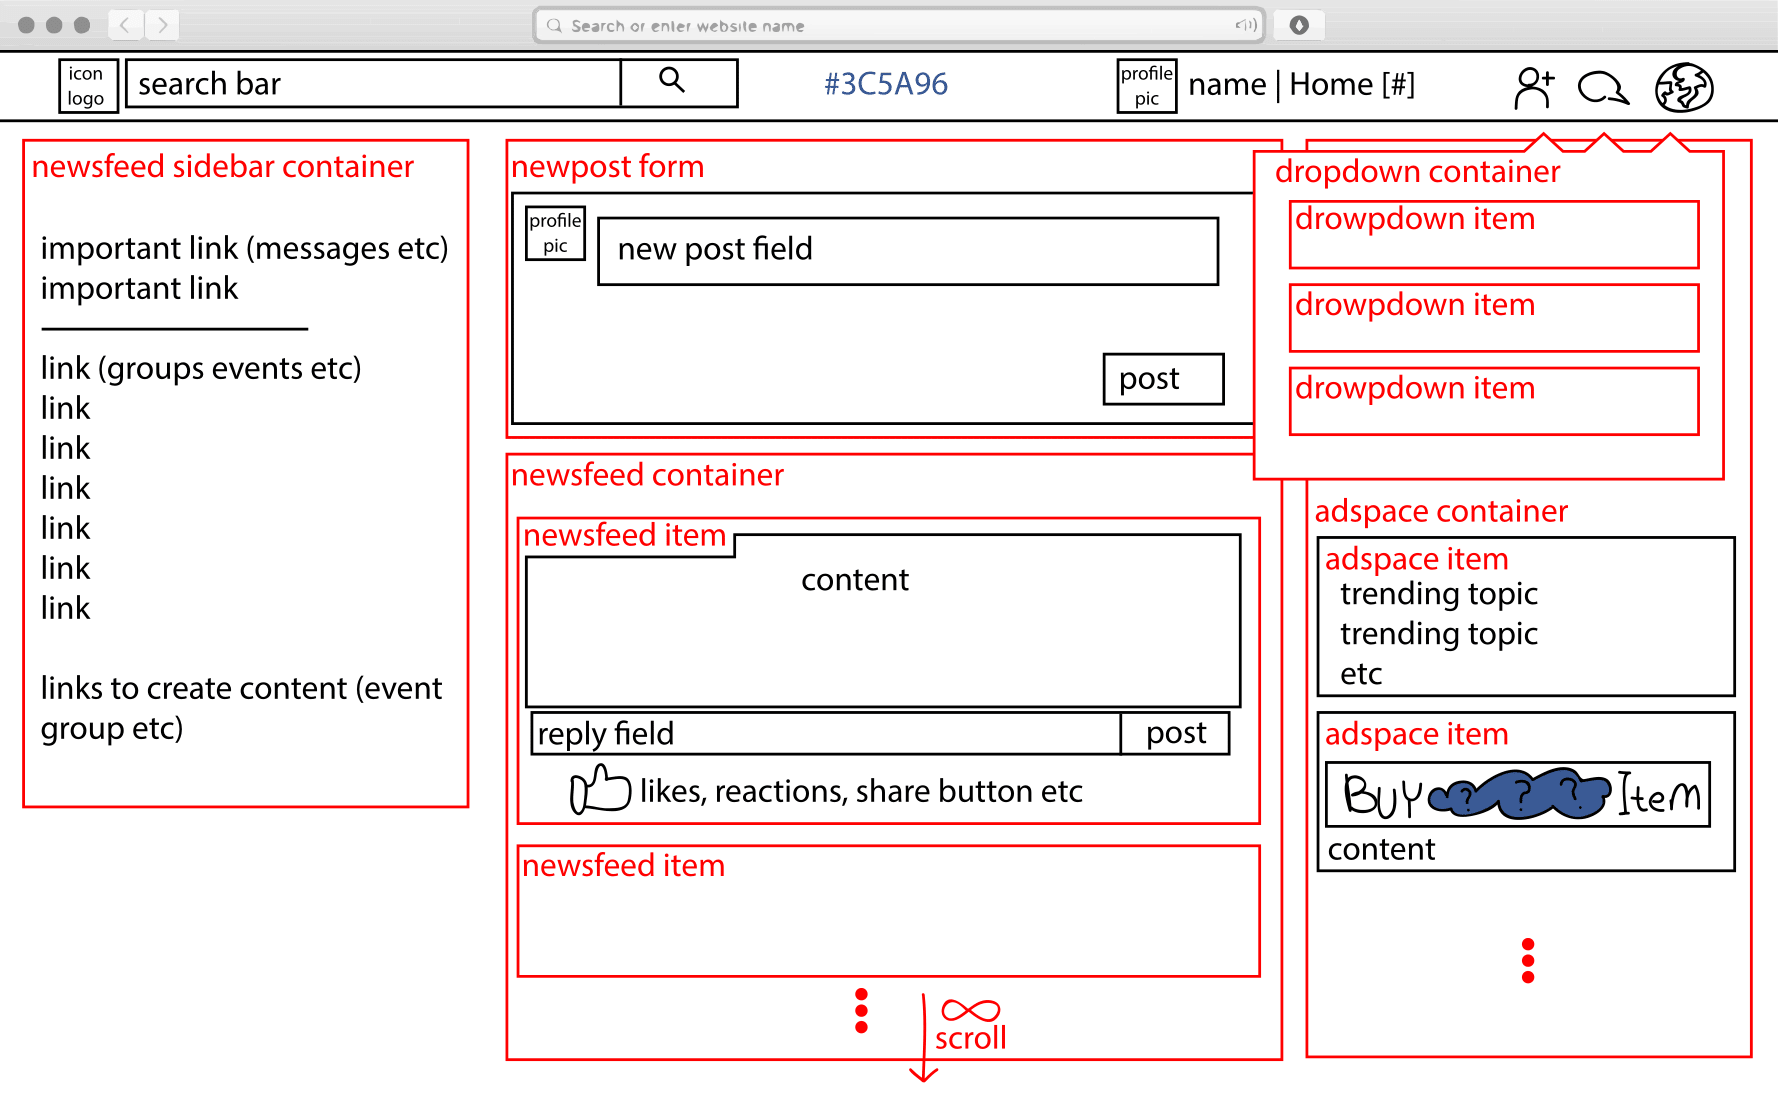 Search or enter website name
icon
logo
search bar
#3C5A96
profile
pic
name | Home [#]
newsfeed sidebar container
important link (messages etc)
important link
link (groups events etc)
link
link
link
link
link
link
links to create content (event
group etc)
newpost form
profile
pic
new post field
post
newsfeed container
newsfeed item
content
reply field
post
likes, reactions, share button etc
newsfeed item
scroll
dropdown container
drowpdown item
drowpdown item
drowpdown item
adspace container
adspace item
trending topic
trending topic
etc
adspace item
BUY ? ? ? Item
content